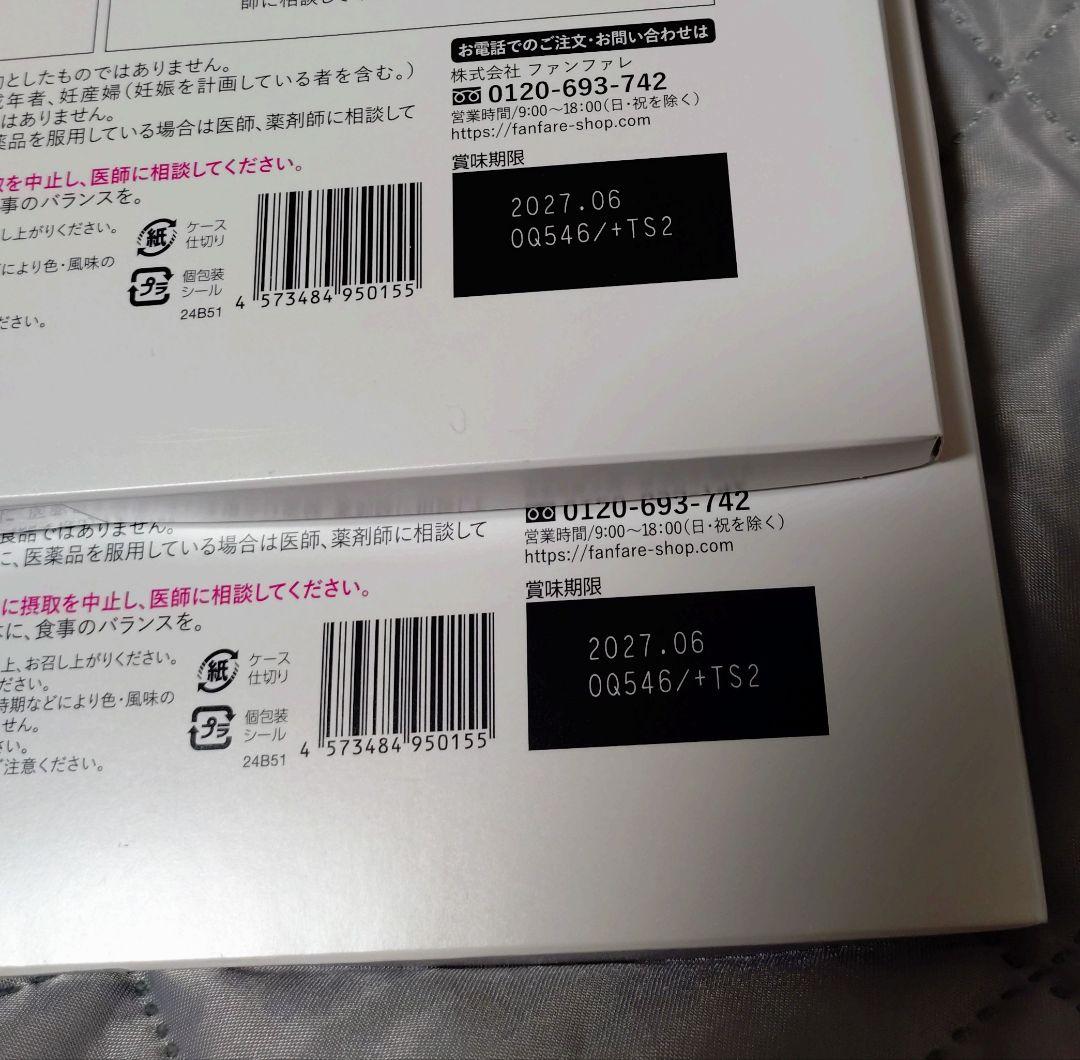 師に相談して
お電話でのご注文・お問い合わせは
株式会社 ファンファレ
0120-693-742
営業時間/9:00〜18:00(日・祝を除く)
https://fanfare-shop.com
としたものではありません。
年者、妊産婦(妊娠を計画している者を含む。)
はありません。
薬品を服用している場合は医師、薬剤師に相談して
を中止し、医師に相談してください。
事のバランスを。
し上がりください。
により色・風味の
ださい。
紙
ケース
仕切り
プラ
個包装
シール
24B51
4 573484 950155
賞味期限
2027.06
0Q546/+TS2
食品ではありません。
に、医薬品を服用している場合は医師、薬剤師に相談して
に摂取を中止し、医師に相談してください。
に、食事のバランスを。
上、お召し上がりください。
ださい。
時期などにより色・風味の
せん。
さい。
ご注意ください。
紙
ケース
仕切り
プラ
個包装
シール
24B51
4 573484 950155
0120-693-742
営業時間/9:00〜18:00(日・祝を除く)
https://fanfare-shop.com
賞味期限
2027.06
0Q546/+TS2